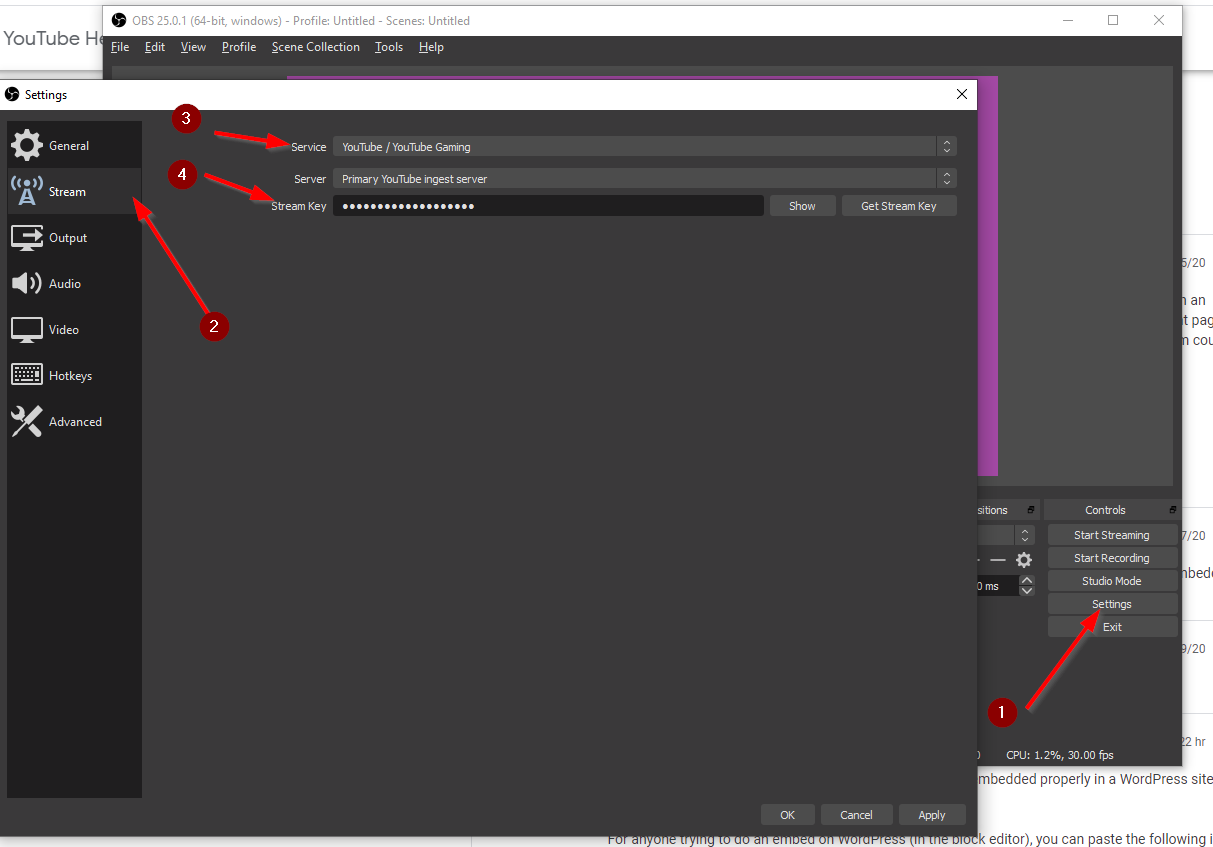 YouTube He
OBS 25.0.1 (64-bit, windows) - Profile: Untitled - Scenes: Untitled
File Edit View Profile Scene Collection Tools Help
Settings
3
General
Service YouTube / YouTube Gaming
4
Server Primary YouTube ingest server
Stream
Stream Key Show Get Stream Key
Output
5/20
Audio
n an
t pag
2
Video
n cou
Hotkeys
Advanced
sitions Controls
Start Streaming
7/20
Start Recording
mbedde
0 ms Studio Mode
Settings
Exit
9/20
1
22 hr
0 CPU: 1.2%, 30.00 fps
mbedded properly in a WordPress site
OK Cancel Apply
For anyone trying to do an embed on WordPress (in the block editor), you can paste the following i